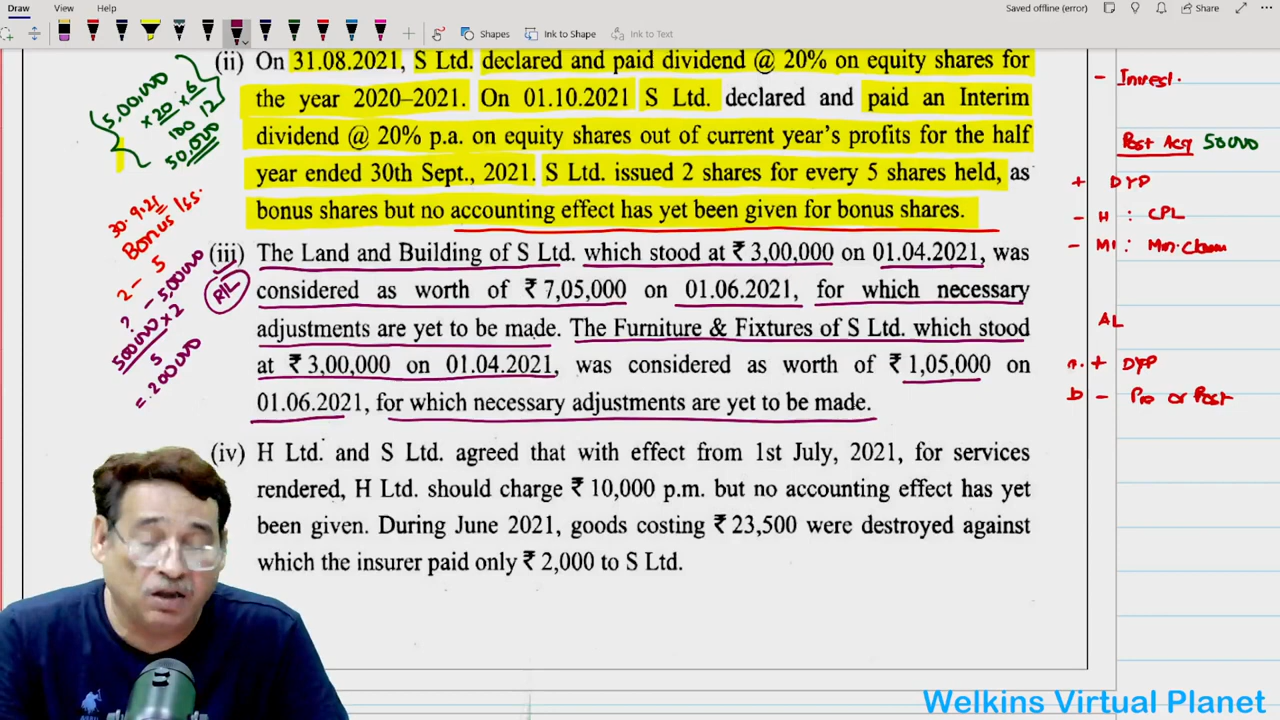 Draw View Help
Saved offline (error)
Share
Shapes
Ink to Shape
Ink to Text
(ii) On 31.08.2021, S Ltd. declared and paid dividend @ 20% on equity shares for
the year 2020–2021. On 01.10.2021 S Ltd. declared and paid an Interim
dividend @ 20% p.a. on equity shares out of current year's profits for the half
year ended 30th Sept., 2021. S Ltd. issued 2 shares for every 5 shares held, as
bonus shares but no accounting effect has yet been given for bonus shares.
(iii) The Land and Building of S Ltd. which stood at ₹ 3,00,000 on 01.04.2021, was
considered as worth of ₹ 7,05,000 on 01.06.2021, for which necessary
adjustments are yet to be made. The Furniture & Fixtures of S Ltd. which stood
at ₹ 3,00,000 on 01.04.2021, was considered as worth of ₹ 1,05,000 on
01.06.2021, for which necessary adjustments are yet to be made.
(iv) H Ltd. and S Ltd. agreed that with effect from 1st July, 2021, for services
rendered, H Ltd. should charge ₹ 10,000 p.m. but no accounting effect has yet
been given. During June 2021, goods costing ₹ 23,500 were destroyed against
which the insurer paid only ₹ 2,000 to S Ltd.
5,00,000
× 20 × 6
100 12
50,000
30.9.21
Bonus Iss.
2 – 5
? – 5,00,000
500000 × 2
5
= 200000
R/L
- Invest.
Post Acq 50000
+ DYP
- H : CPL
- MI : Min. Claim
AL
+ DYP
b - Pre or Post
Welkins Virtual Planet